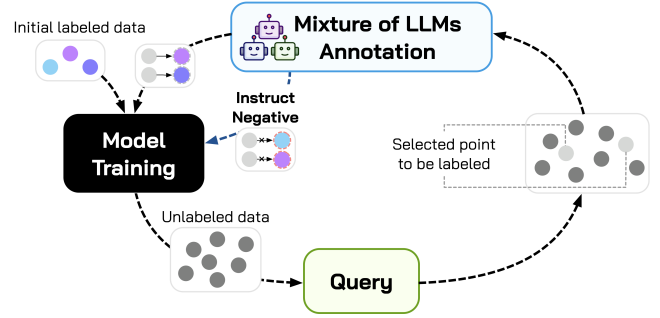 Initial labeled data
Mixture of LLMs
Annotation
Instruct
Negative
Model
Training
Selected point
to be labeled
Unlabeled data
Query